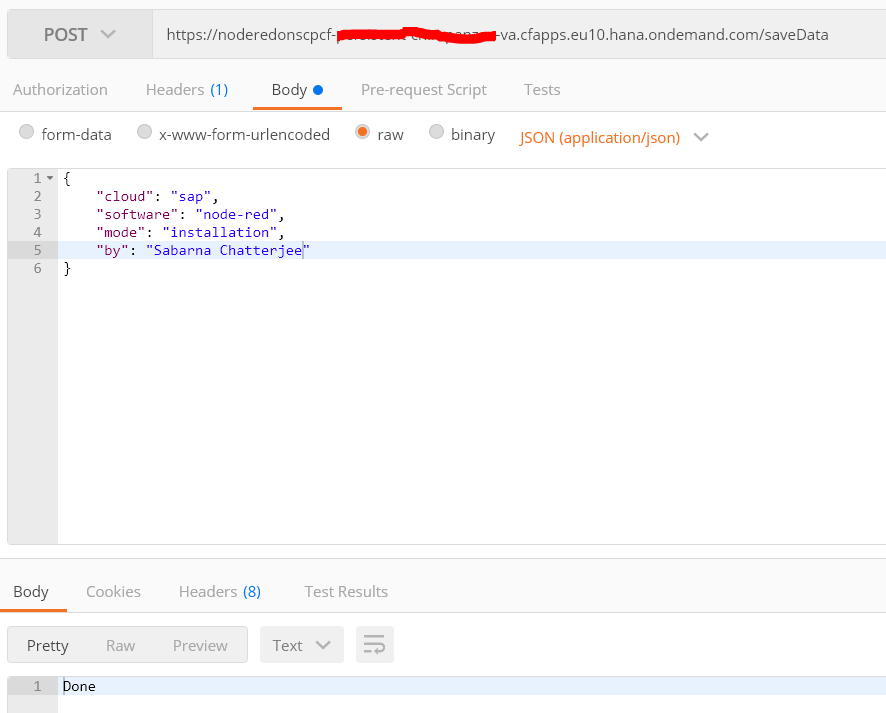 POST https://noderedonscpcf- -va.cfapps.eu10.hana.ondemand.com/saveData
Authorization Headers (1) Body Pre-request Script Tests
form-data x-www-form-urlencoded raw binary JSON (application/json)
1 {
2 "cloud": "sap",
3 "software": "node-red",
4 "mode": "installation",
5 "by": "Sabarna Chatterjee"
6 }
Body Cookies Headers (8) Test Results
Pretty Raw Preview Text
1 Done